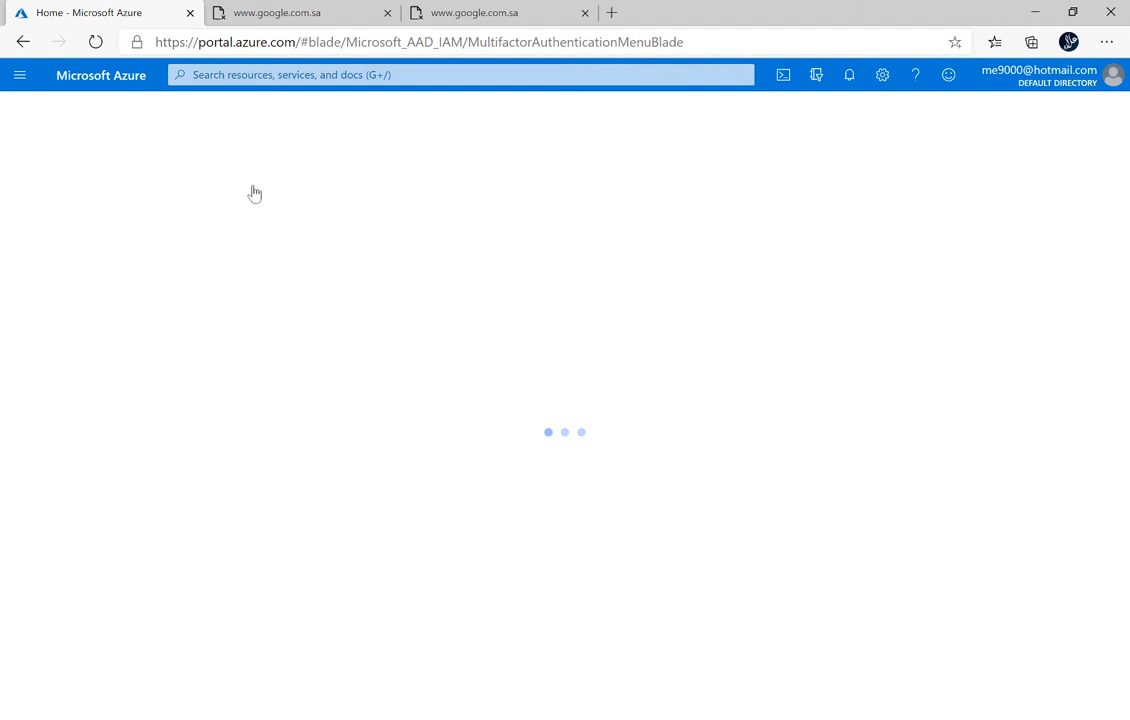 Home - Microsoft Azure
www.google.com.sa
www.google.com.sa
https://portal.azure.com/#blade/Microsoft_AAD_IAM/MultifactorAuthenticationMenuBlade
Microsoft Azure
Search resources, services, and docs (G+/)
me9000@hotmail.com
DEFAULT DIRECTORY